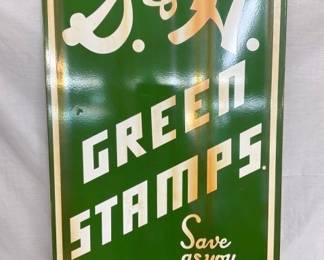 S. & H.
GREEN
STAMPS.
Save
as you